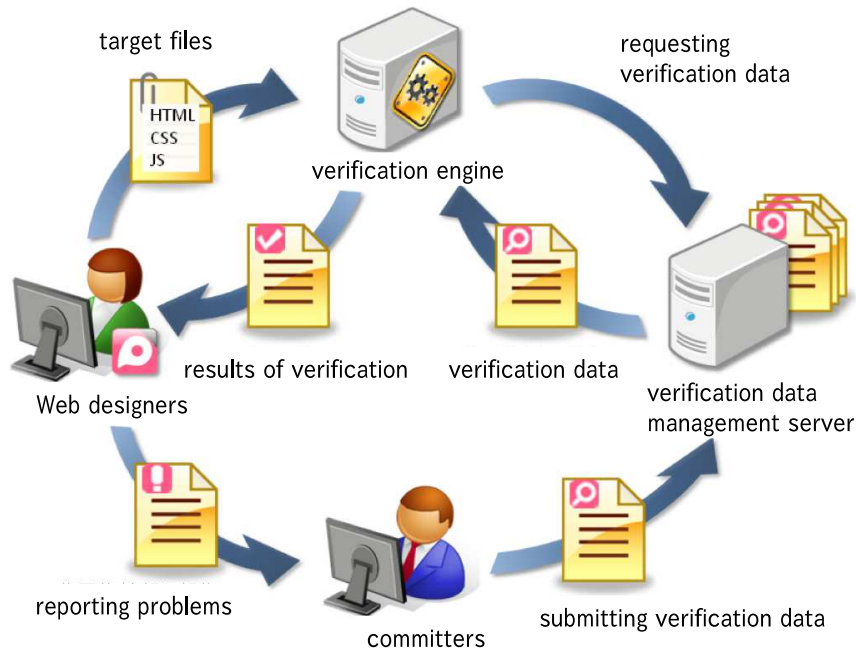 target files
requesting
verification data
HTML
CSS
JS
verification engine
results of verification
verification data
Web designers
verification data
management server
reporting problems
committers
submitting verification data